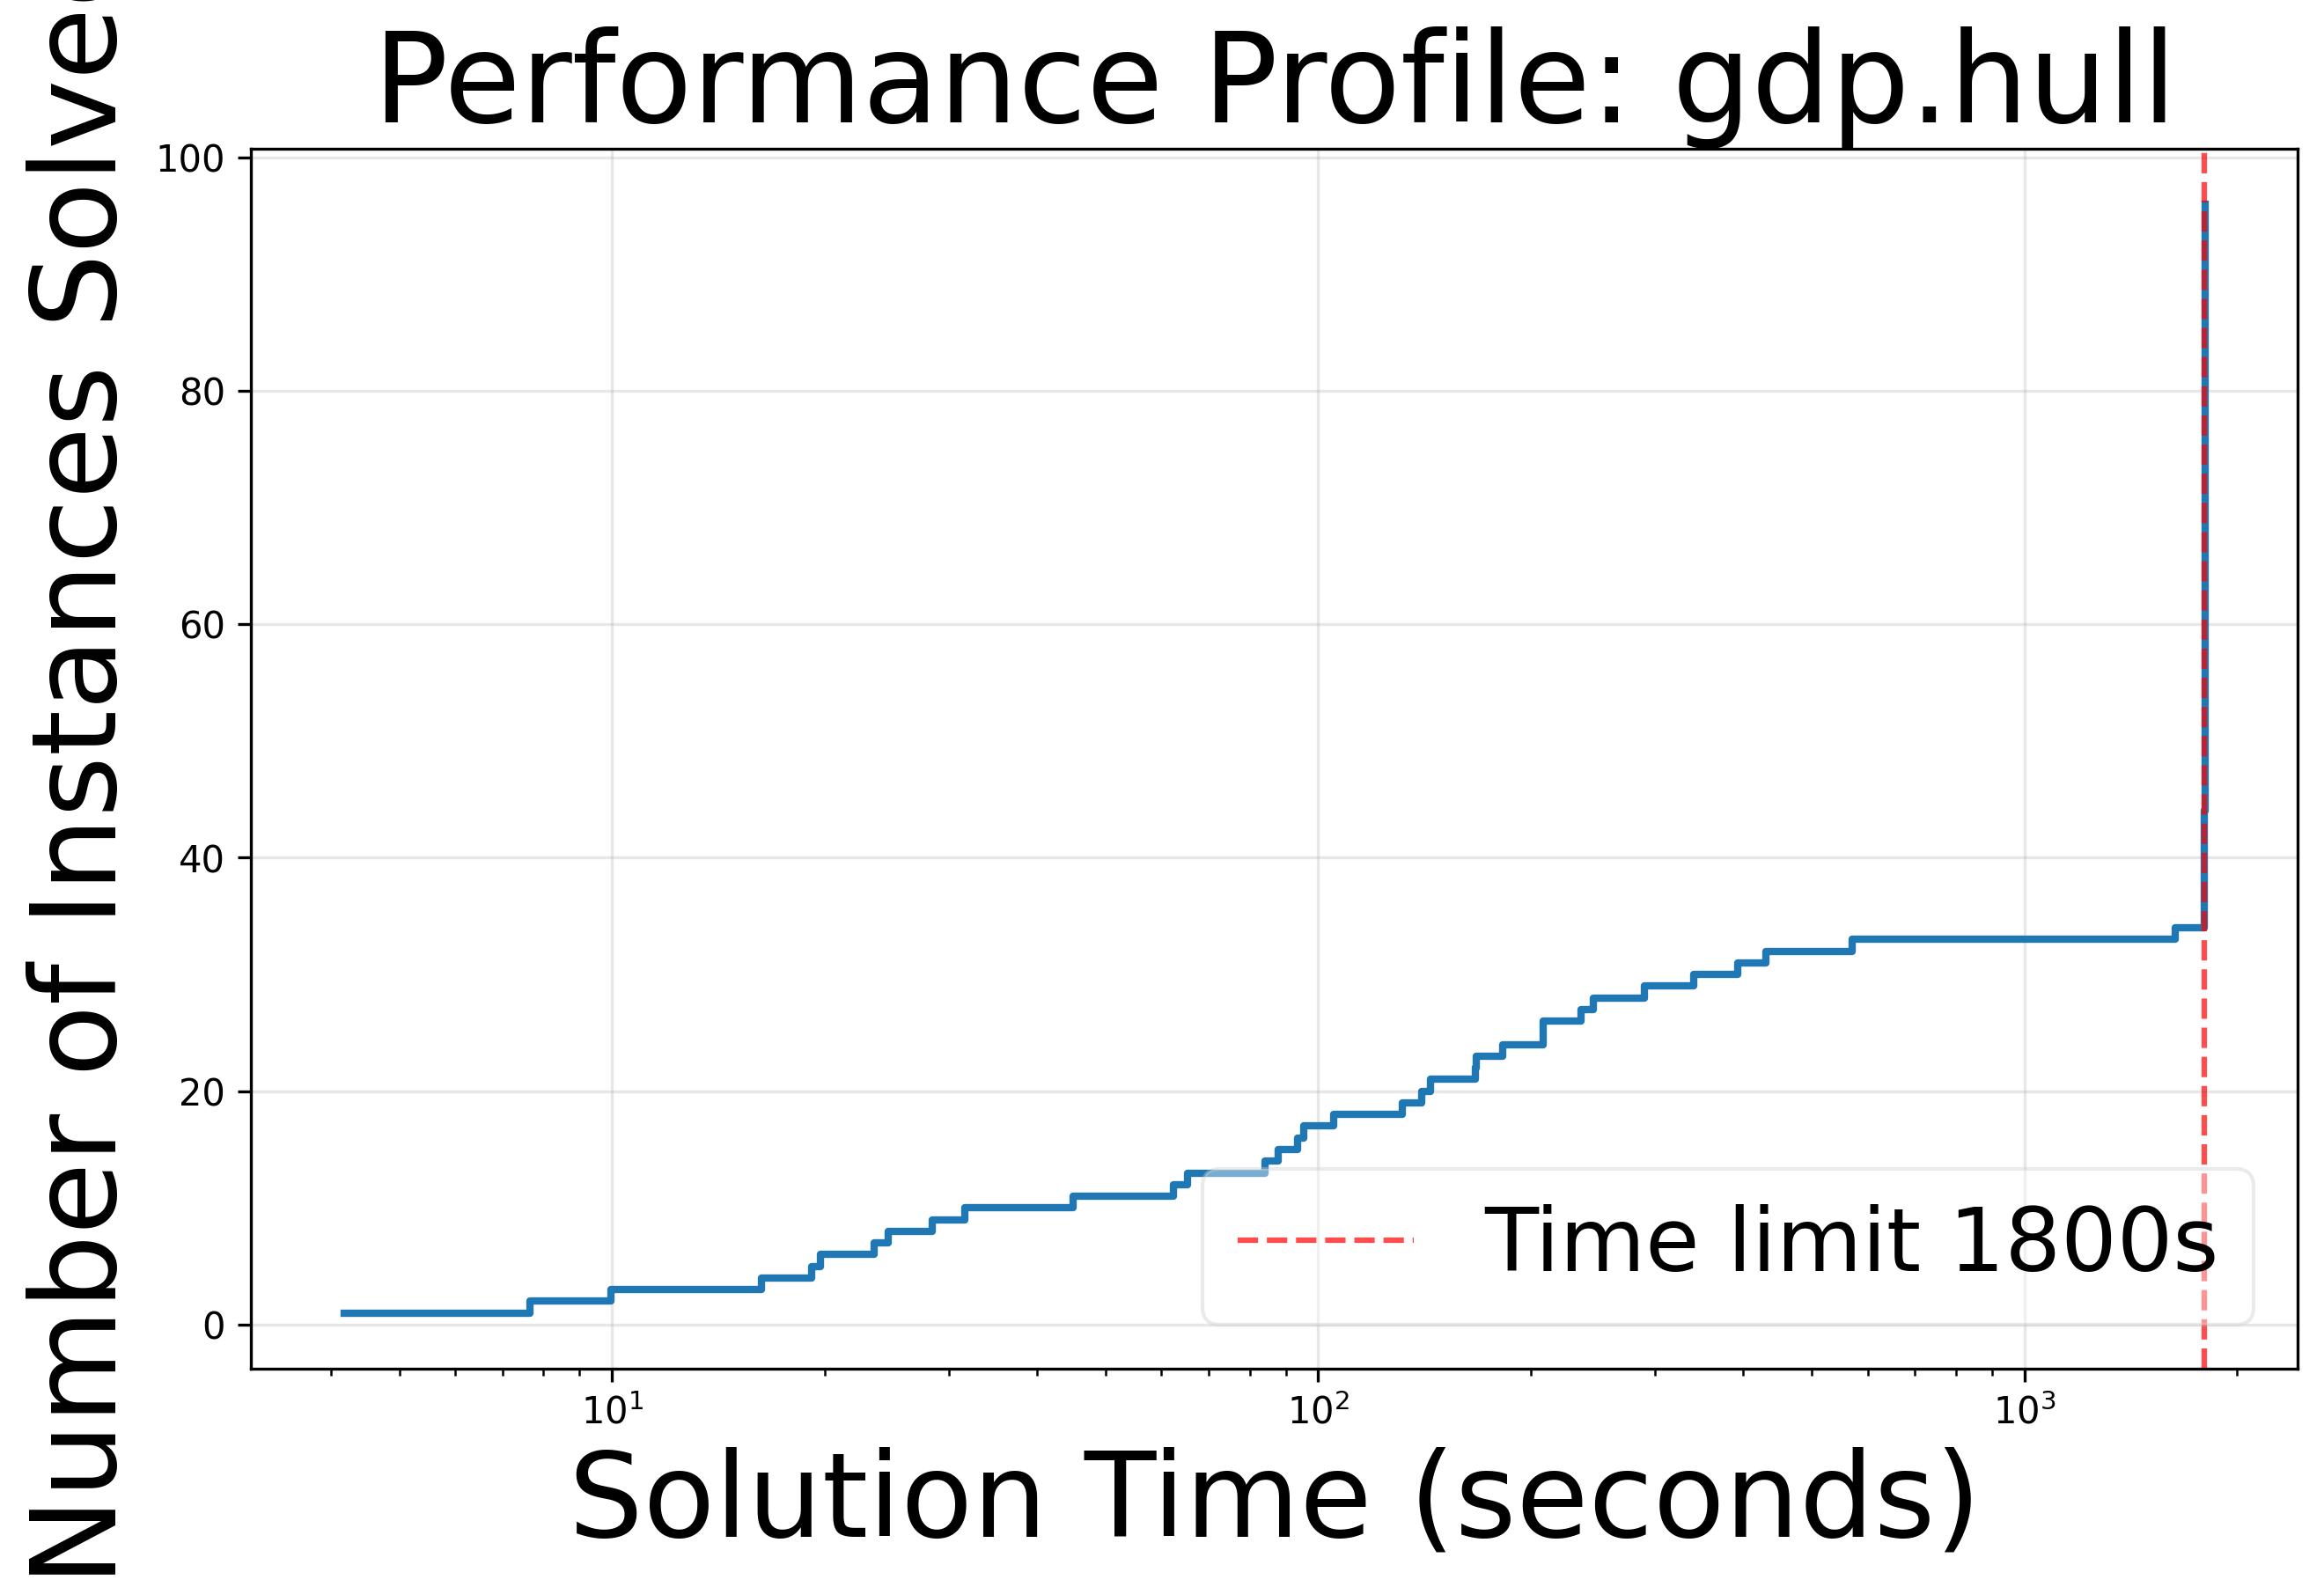 Performance Profile: gdp.hull
Number of Instances Solve
100
80
60
40
20
0
Time limit 1800s
10¹
10²
10³
Solution Time (seconds)